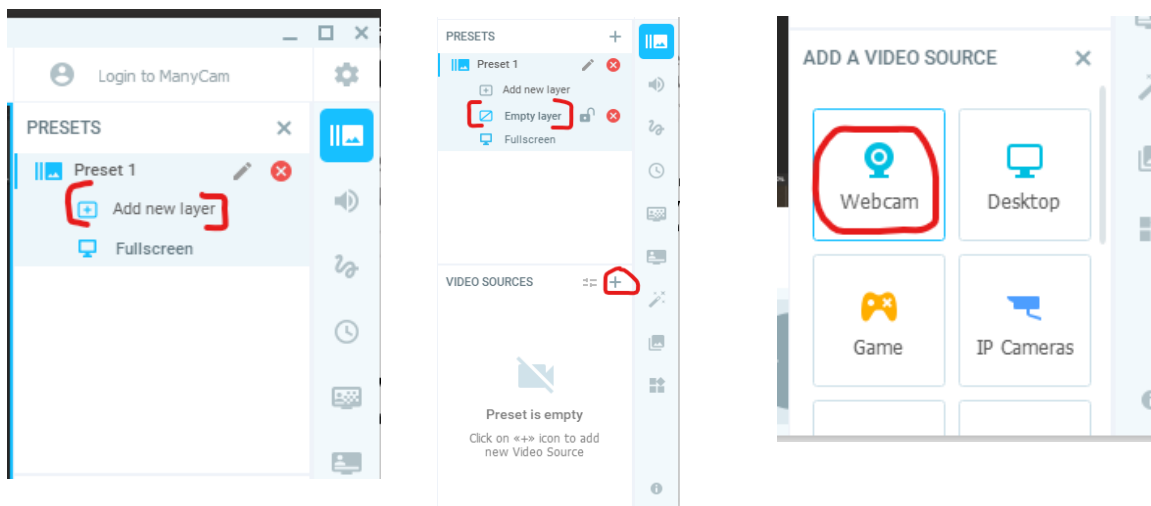 Login to ManyCam
PRESETS
Preset 1
Add new layer
Fullscreen
PRESETS
Preset 1
Add new layer
Empty layer
Fullscreen
VIDEO SOURCES
Preset is empty
Click on «+» icon to add
new Video Source
ADD A VIDEO SOURCE
Webcam
Desktop
Game
IP Cameras